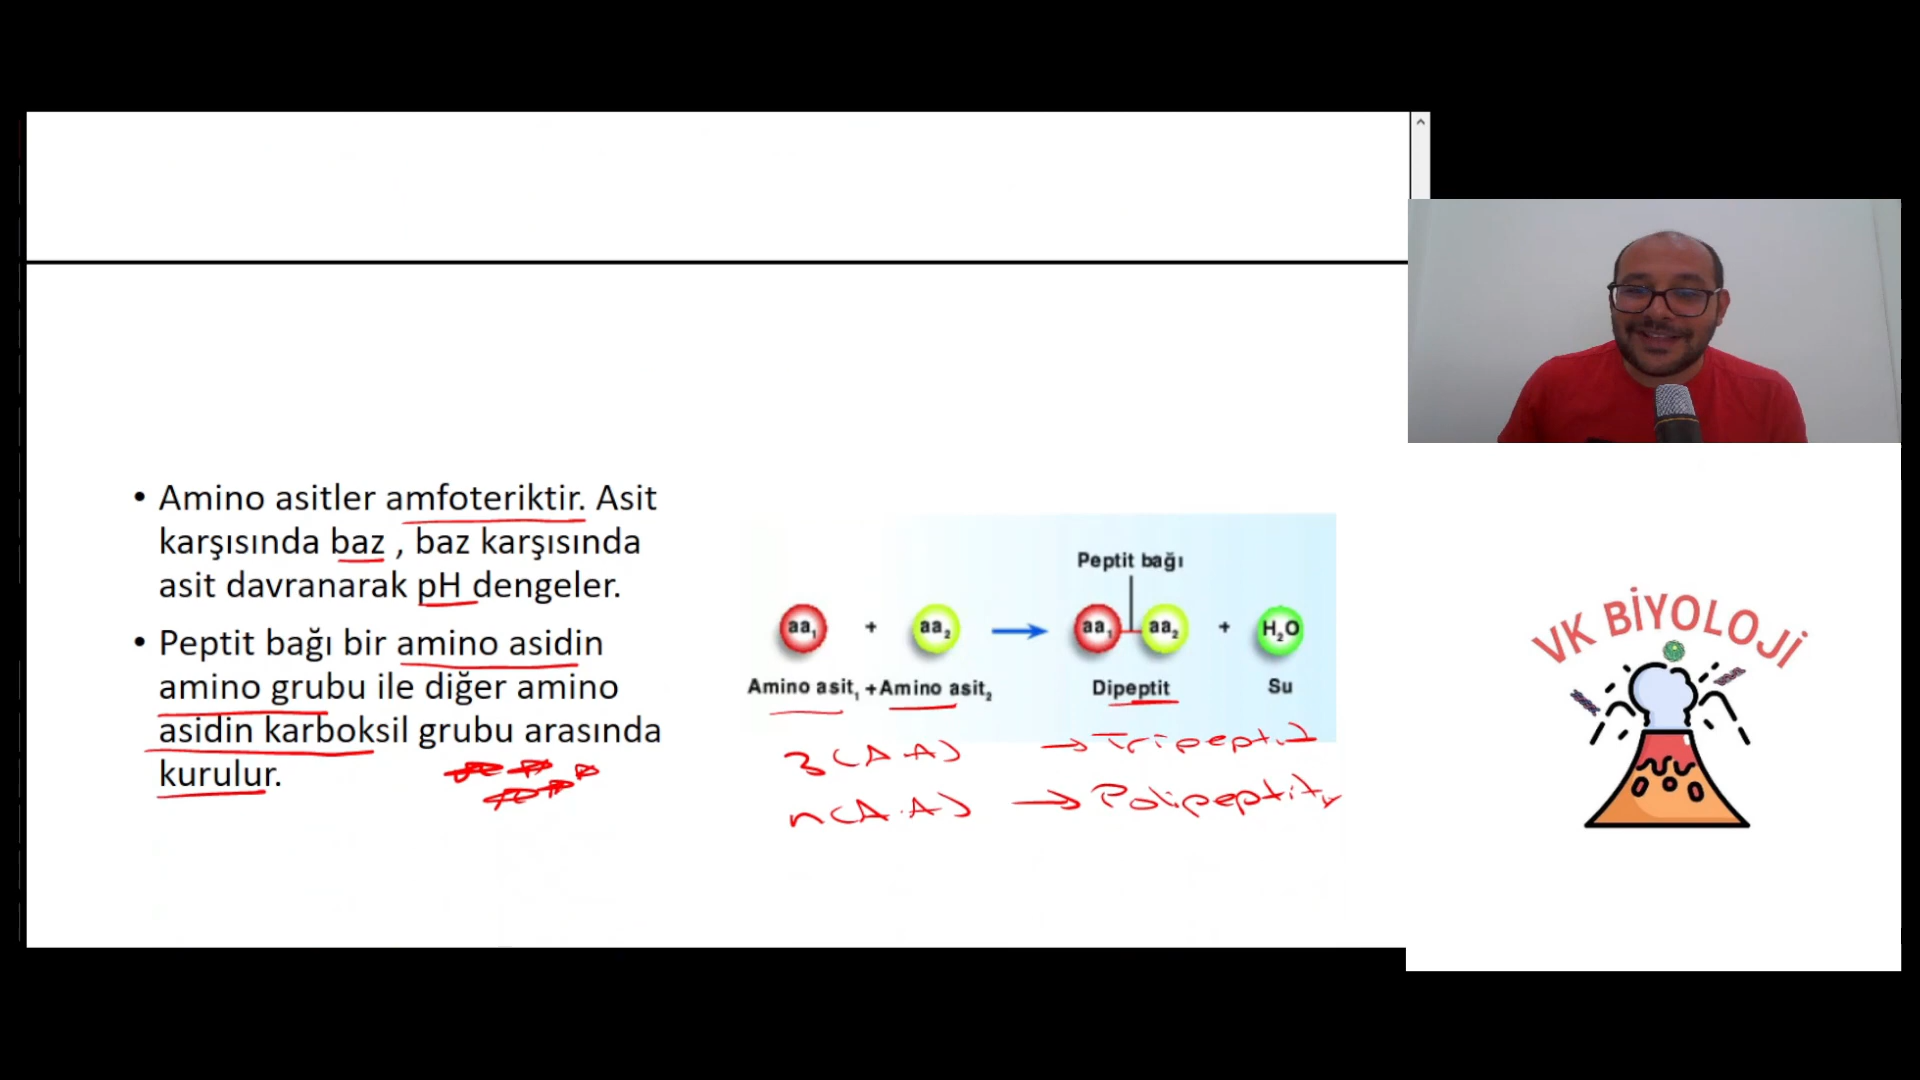 • Amino asitler amfoteriktir. Asit
karşısında baz , baz karşısında
asit davranarak pH dengeler.
• Peptit bağı bir amino asidin
amino grubu ile diğer amino
asidin karboksil grubu arasında
kurulur.
Peptit bağı
aa₁ + aa₂ → aa₁ aa₂ + H₂O
Amino asit₁ +Amino asit₂ Dipeptit Su
3(A.A) → Tripeptit
n(A.A) → Polipeptit
VK BİYOLOJİ